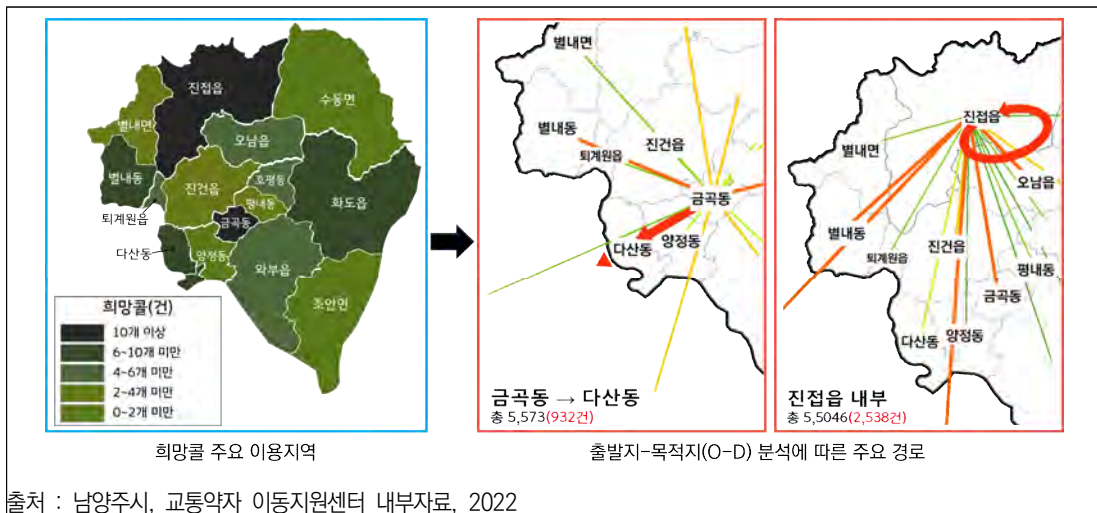 진접읍
수동면
별내면
오남읍
별내동
호평동
진건읍
화도읍
평내동
퇴계원읍
금곡동
다산동
양정동
와부읍
조안면
희망콜(건)
10개 이상
6~10개 미만
4~6개 미만
2~4개 미만
0~2개 미만
별내면
별내동
진건읍
퇴계원읍
금곡동
다산동
양정동
금곡동 → 다산동
총 5,573(932건)
진접읍
별내면
오남읍
별내동
진건읍
퇴계원읍
평내동
금곡동
다산동
양정동
진접읍 내부
총 5,5046(2,538건)
희망콜 주요 이용지역
출발지-목적지(O-D) 분석에 따른 주요 경로
출처 : 남양주시, 교통약자 이동지원센터 내부자료, 2022